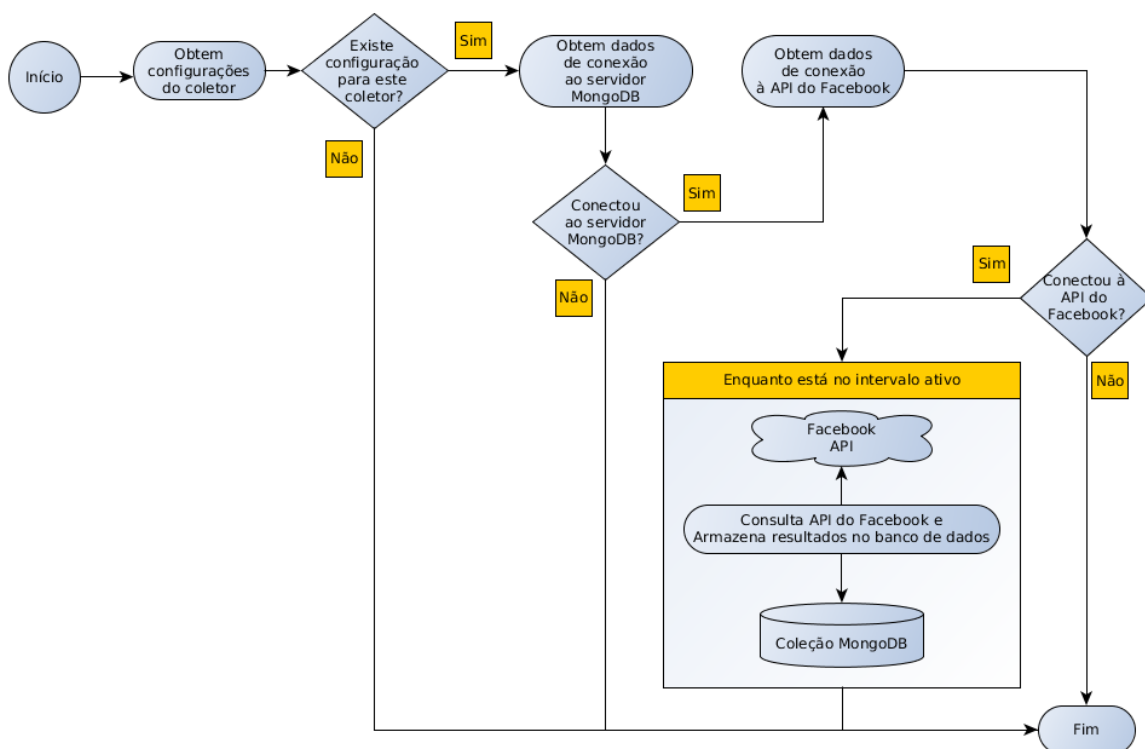 Início
Obtem
configurações
do coletor
Existe
configuração
para este
coletor?
Sim
Não
Obtem dados
de conexão
ao servidor
MongoDB
Conectou
ao servidor
MongoDB?
Sim
Não
Obtem dados
de conexão
à API do Facebook
Conectou à
API do
Facebook?
Sim
Não
Enquanto está no intervalo ativo
Facebook
API
Consulta API do Facebook e
Armazena resultados no banco de dados
Coleção MongoDB
Fim